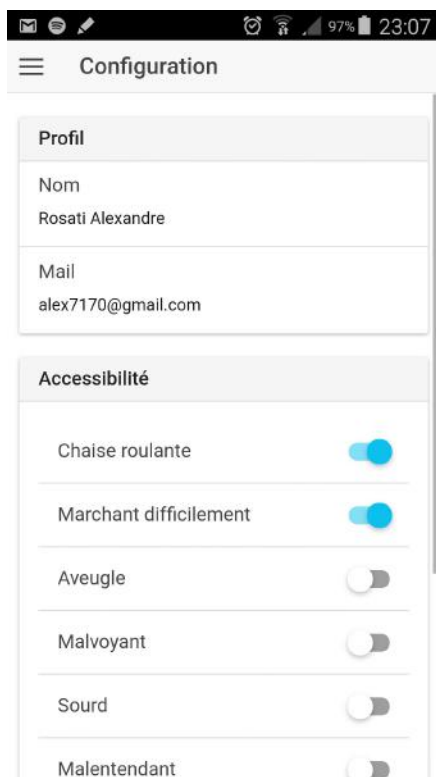 97% 23:07
Configuration
Profil
Nom
Rosati Alexandre
Mail
alex7170@gmail.com
Accessibilité
Chaise roulante
Marchant difficilement
Aveugle
Malvoyant
Sourd
Malentendant